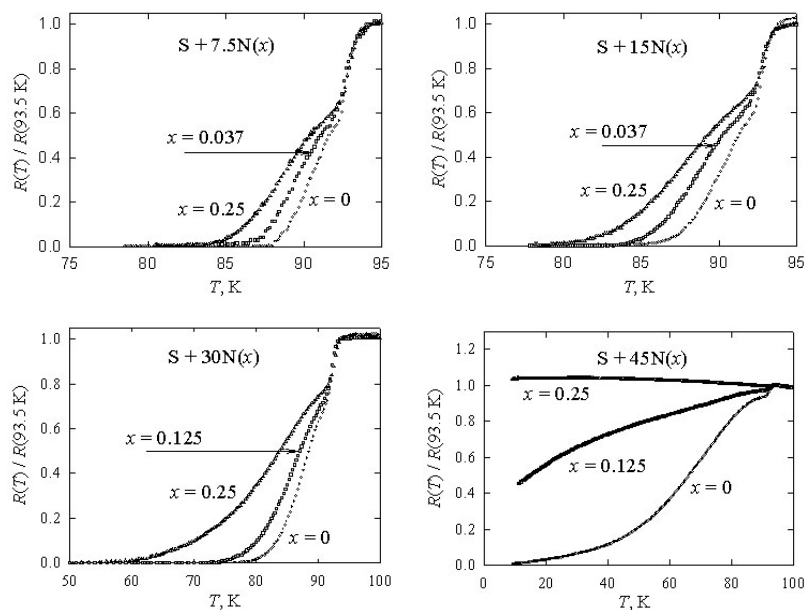 S + 7.5N(x)
R(T) / R(93.5 K)
1.0
0.8
0.6
0.4
0.2
0.0
x = 0.037
x = 0.25
x = 0
75 80 85 90 95
T, K
S + 15N(x)
R(T) / R(93.5 K)
1.0
0.8
0.6
0.4
0.2
0.0
x = 0.037
x = 0.25
x = 0
75 80 85 90 95
T, K
S + 30N(x)
R(T) / R(93.5 K)
1.0
0.8
0.6
0.4
0.2
0.0
x = 0.125
x = 0.25
x = 0
50 60 70 80 90 100
T, K
S + 45N(x)
R(T) / R(93.5 K)
1.2
1.0
0.8
0.6
0.4
0.2
0.0
x = 0.25
x = 0.125
x = 0
0 20 40 60 80 100
T, K